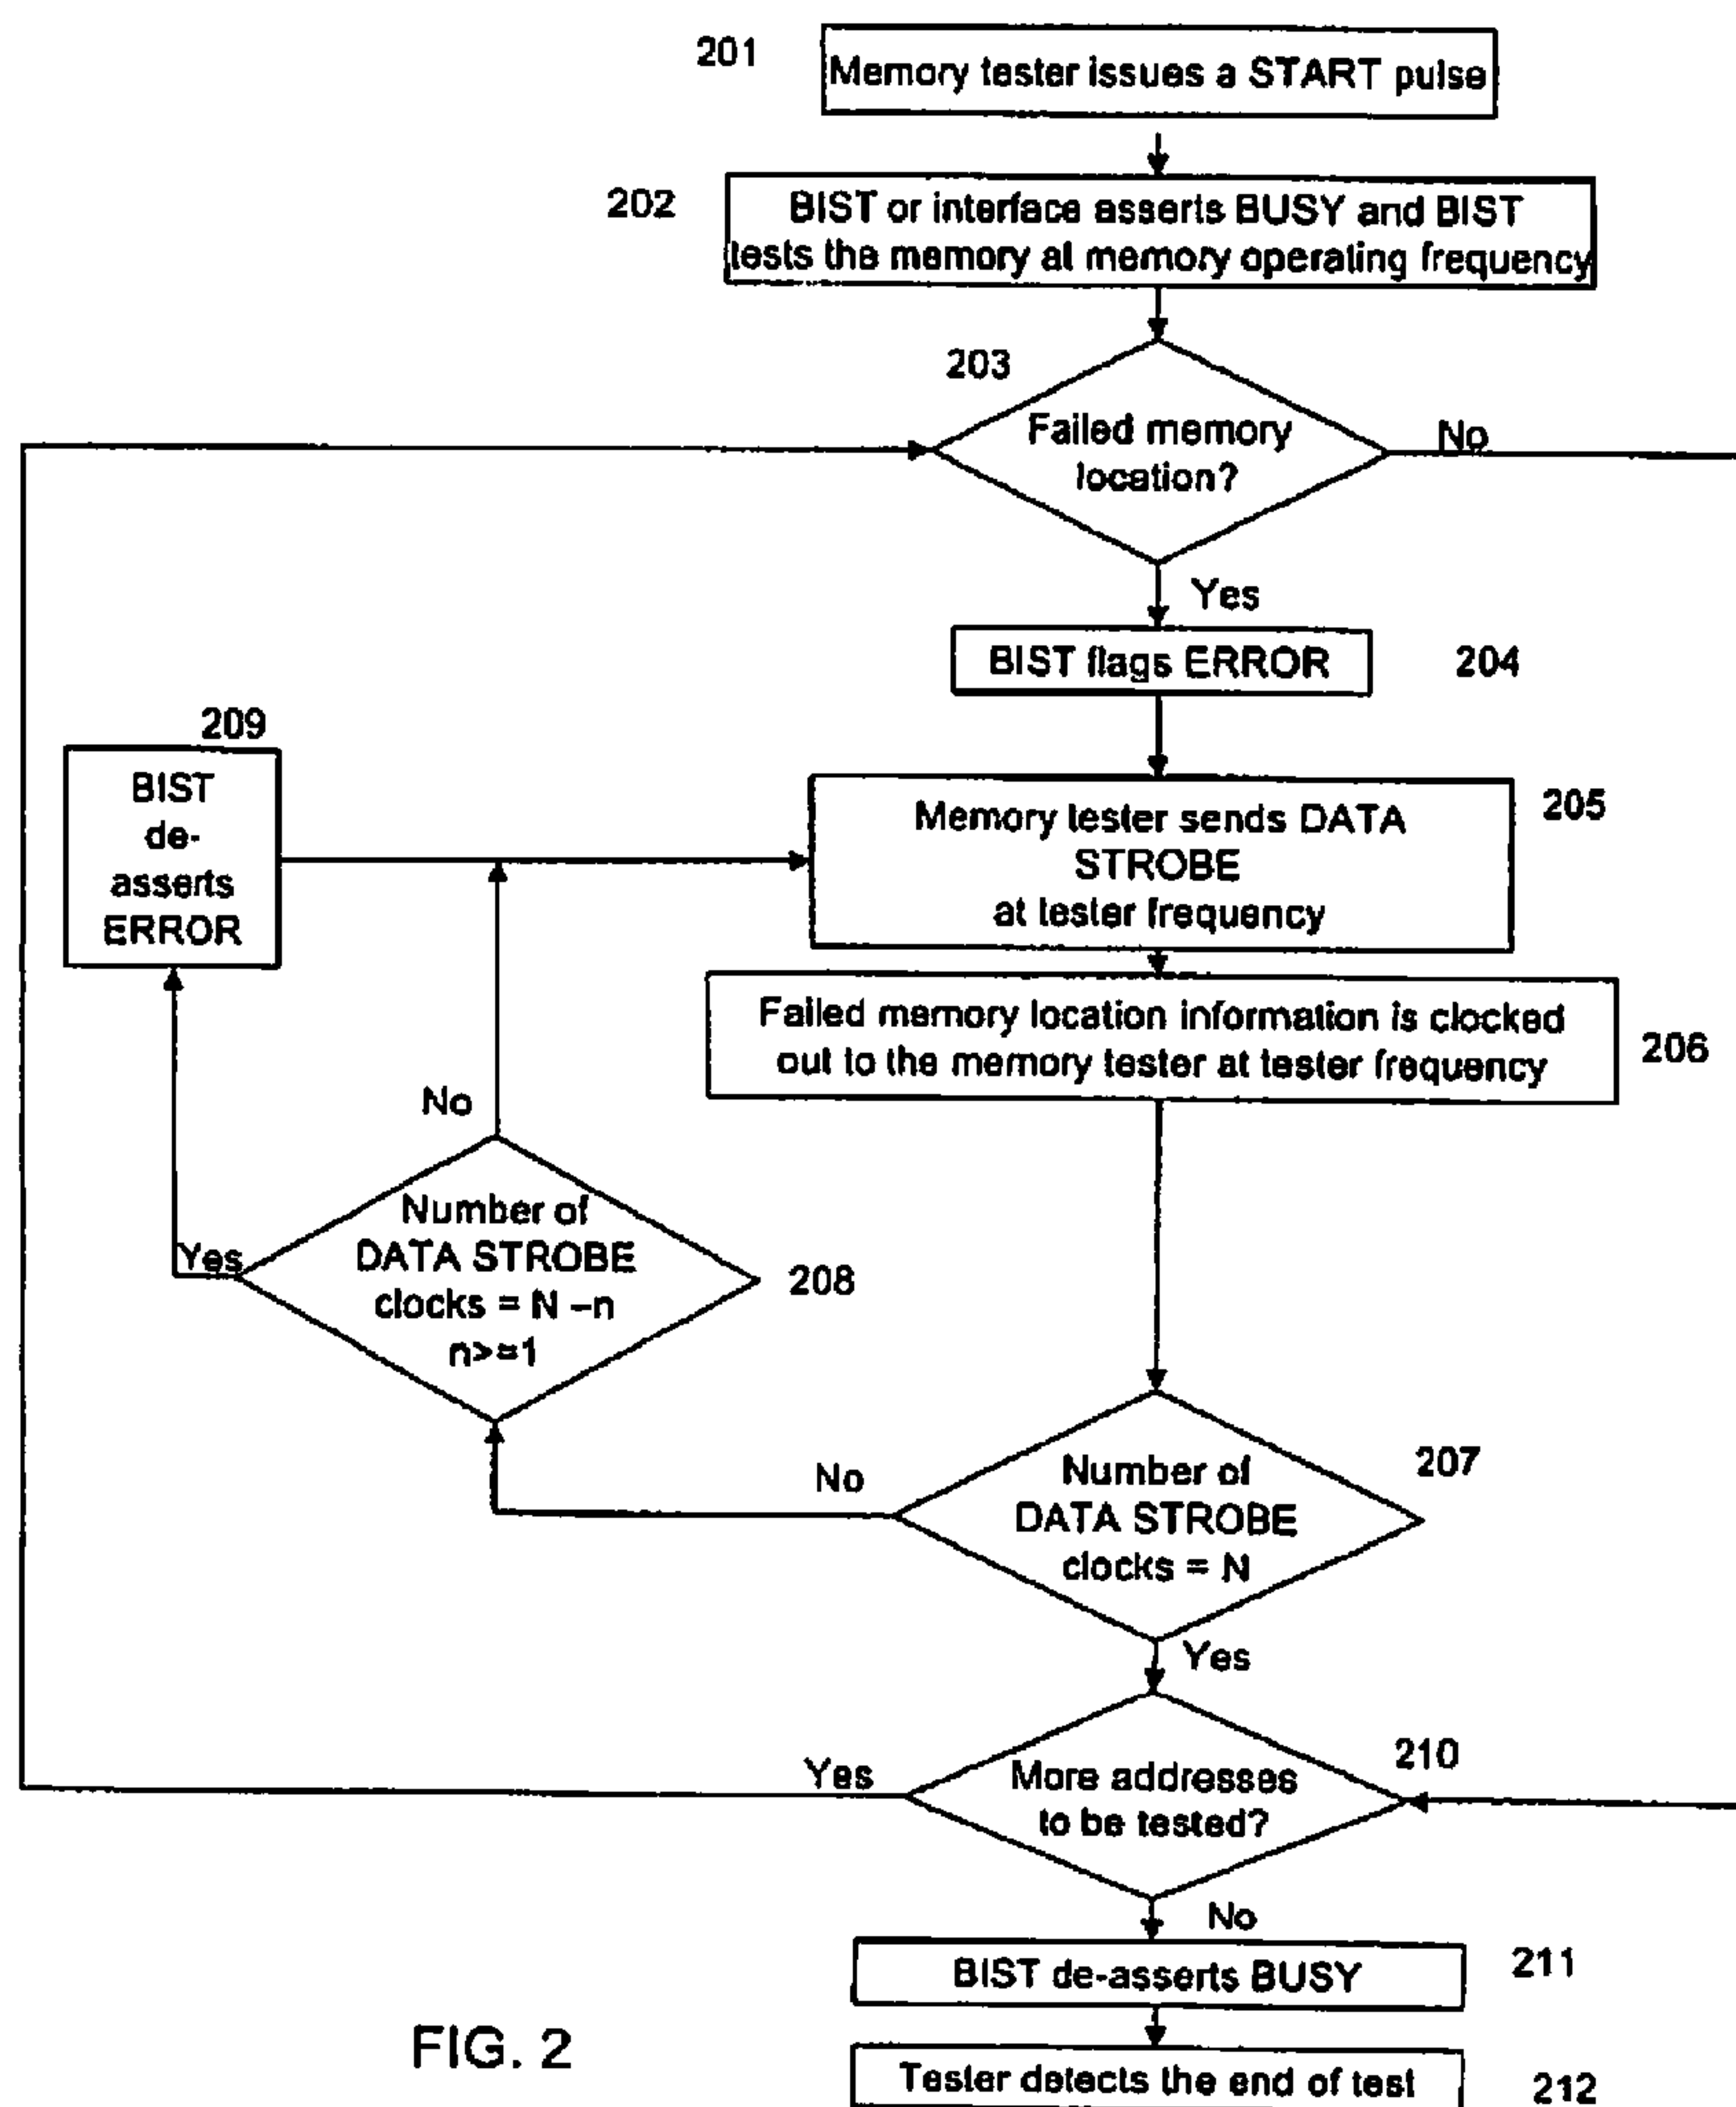 201
Memory tester issues a START pulse
202
BIST or interface asserts BUSY and BIST
tests the memory at memory operating frequency
203
Failed memory
location?
No
Yes
BIST flags ERROR
204
209
BIST
de-
asserts
ERROR
Memory tester sends DATA
STROBE
at tester frequency
205
Failed memory location information is clocked
out to the memory tester at tester frequency
206
No
Number of
DATA STROBE
clocks = N –n
n>=1
Yes
208
No
Number of
DATA STROBE
clocks = N
207
Yes
More addresses
to be tested?
210
Yes
No
BIST de-asserts BUSY
211
Tester detects the end of test
212
FIG. 2